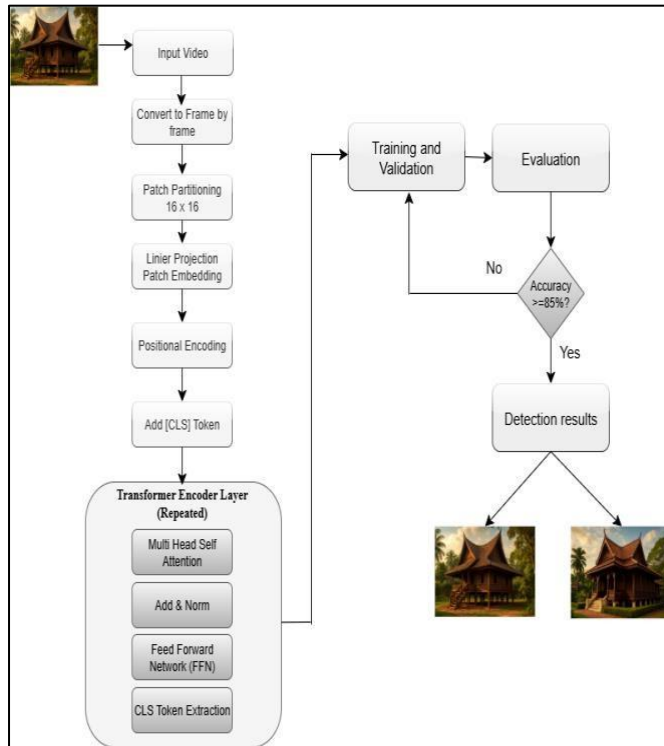 Input Video
Convert to Frame by
frame
Patch Partitioning
16 x 16
Linier Projection
Patch Embedding
Positional Encoding
Add [CLS] Token
Transformer Encoder Layer
(Repeated)
Multi Head Self
Attention
Add & Norm
Feed Forward
Network (FFN)
CLS Token Extraction
Training and
Validation
Evaluation
No
Accuracy
>=85%?
Yes
Detection results